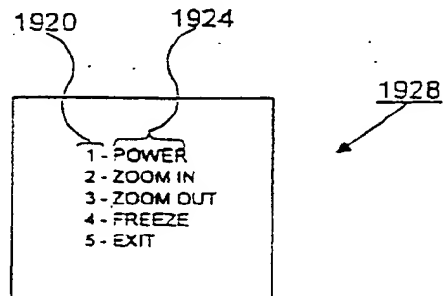 1920 1924
1928
1 - POWER
2 - ZOOM IN
3 - ZOOM OUT
4 - FREEZE
5 - EXIT